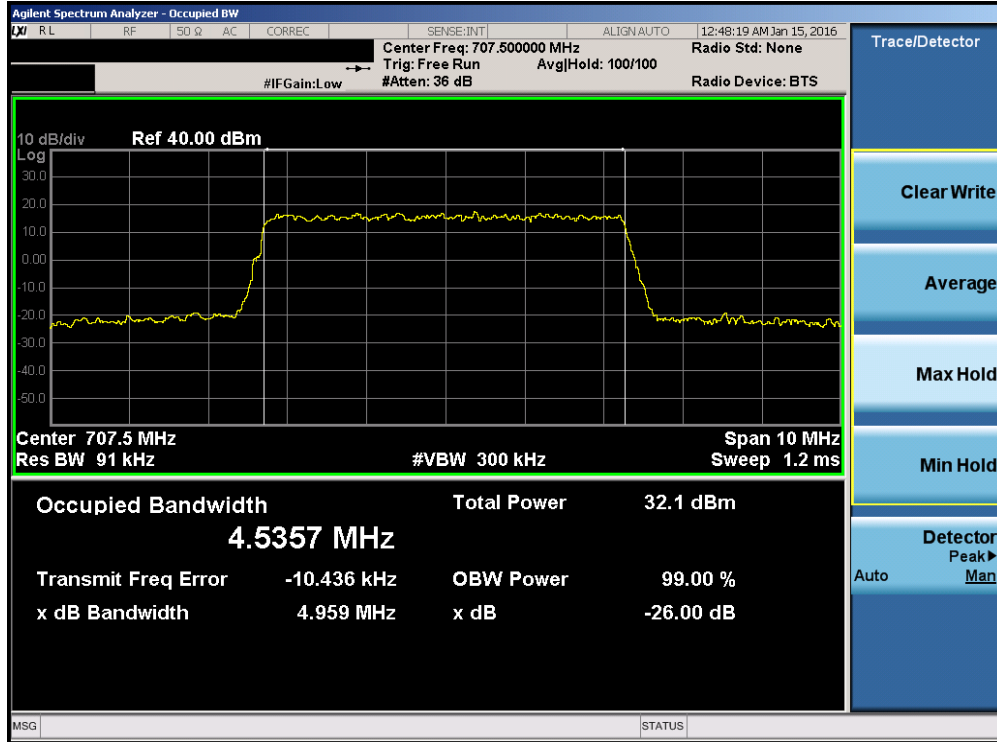 Agilent Spectrum Analyzer - Occupied BW
LXI RL RF 50 Ω AC CORREC SENSE:INT ALIGN AUTO 12:48:19 AM Jan 15, 2016
Center Freq: 707.500000 MHz Radio Std: None
Trig: Free Run Avg|Hold: 100/100
#IFGain:Low #Atten: 36 dB Radio Device: BTS
10 dB/div Ref 40.00 dBm
Log
30.0
20.0
10.0
0.00
-10.0
-20.0
-30.0
-40.0
-50.0
Center 707.5 MHz Span 10 MHz
Res BW 91 kHz #VBW 300 kHz Sweep 1.2 ms
Occupied Bandwidth Total Power 32.1 dBm
4.5357 MHz
Transmit Freq Error -10.436 kHz OBW Power 99.00 %
x dB Bandwidth 4.959 MHz x dB -26.00 dB
MSG STATUS
Trace/Detector
Clear Write
Average
Max Hold
Min Hold
Detector
Peak▶
Auto Man